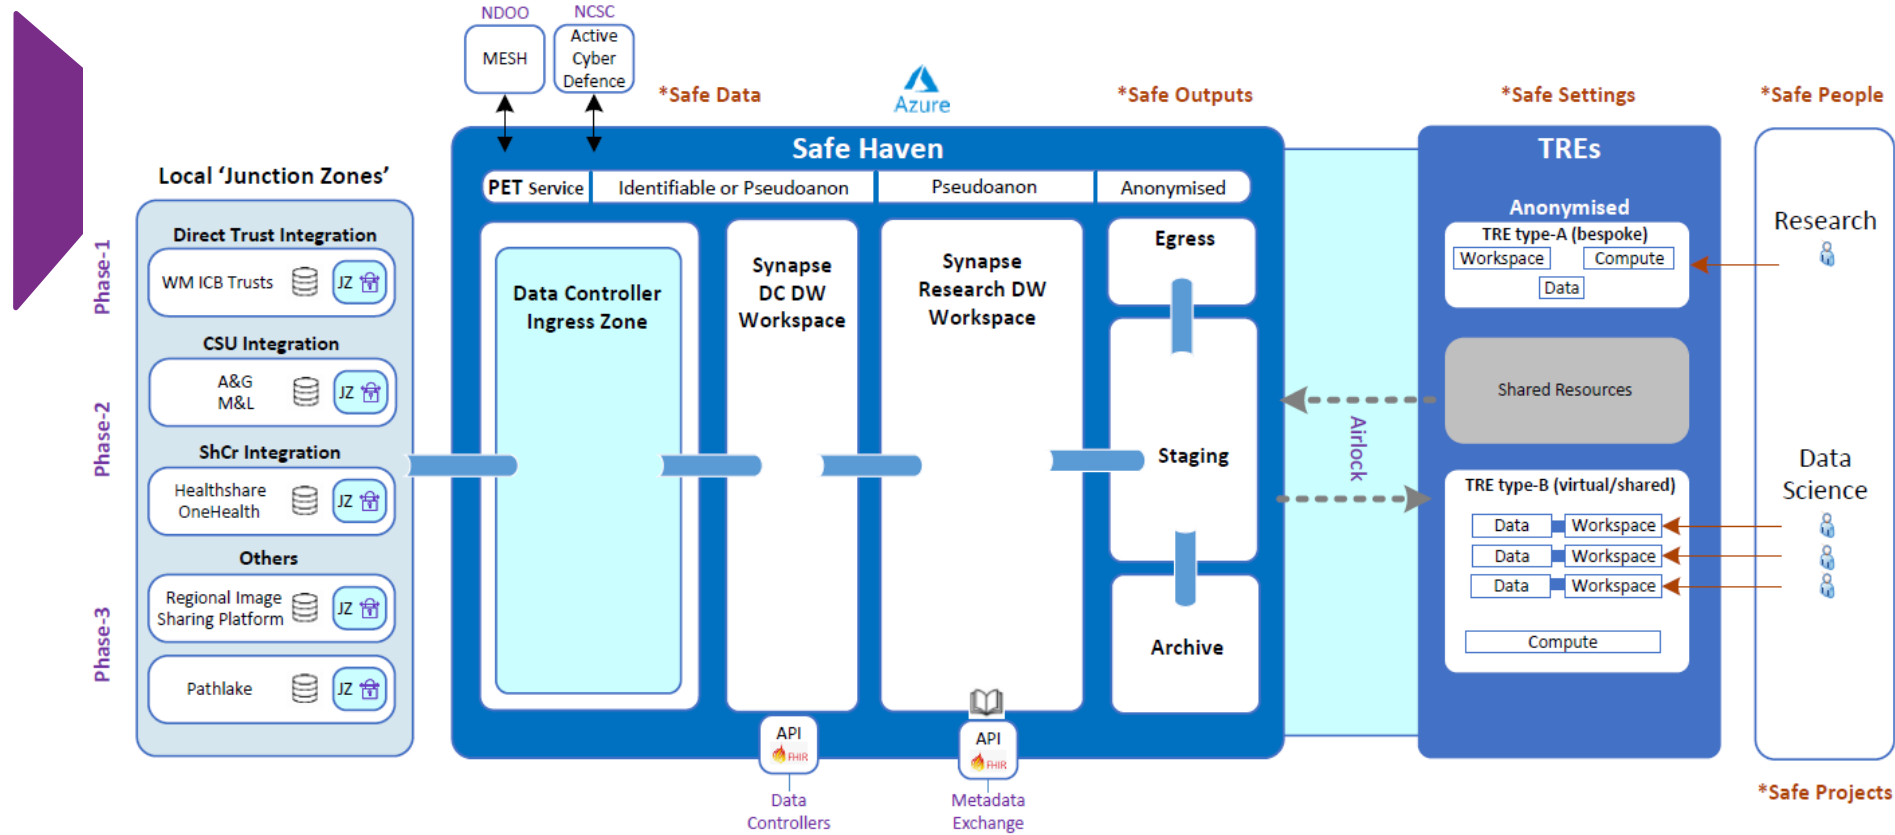 NDOO
NCSC
MESH
Active
Cyber
Defence
*Safe Data
Azure
*Safe Outputs
*Safe Settings
*Safe People
Local ‘Junction Zones’
Phase-1
Phase-2
Phase-3
Direct Trust Integration
WM ICB Trusts
JZ
CSU Integration
A&G
M&L
JZ
ShCr Integration
Healthshare
OneHealth
JZ
Others
Regional Image
Sharing Platform
JZ
Pathlake
JZ
Safe Haven
PET Service
Identifiable or Pseudoanon
Pseudoanon
Anonymised
Data Controller
Ingress Zone
Synapse
DC DW
Workspace
Synapse
Research DW
Workspace
Egress
Staging
Archive
API
FHIR
Data
Controllers
API
FHIR
Metadata
Exchange
Airlock
TREs
Anonymised
TRE type-A (bespoke)
Workspace
Compute
Data
Shared Resources
TRE type-B (virtual/shared)
Data
Workspace
Data
Workspace
Data
Workspace
Compute
Research
Data
Science
*Safe Projects